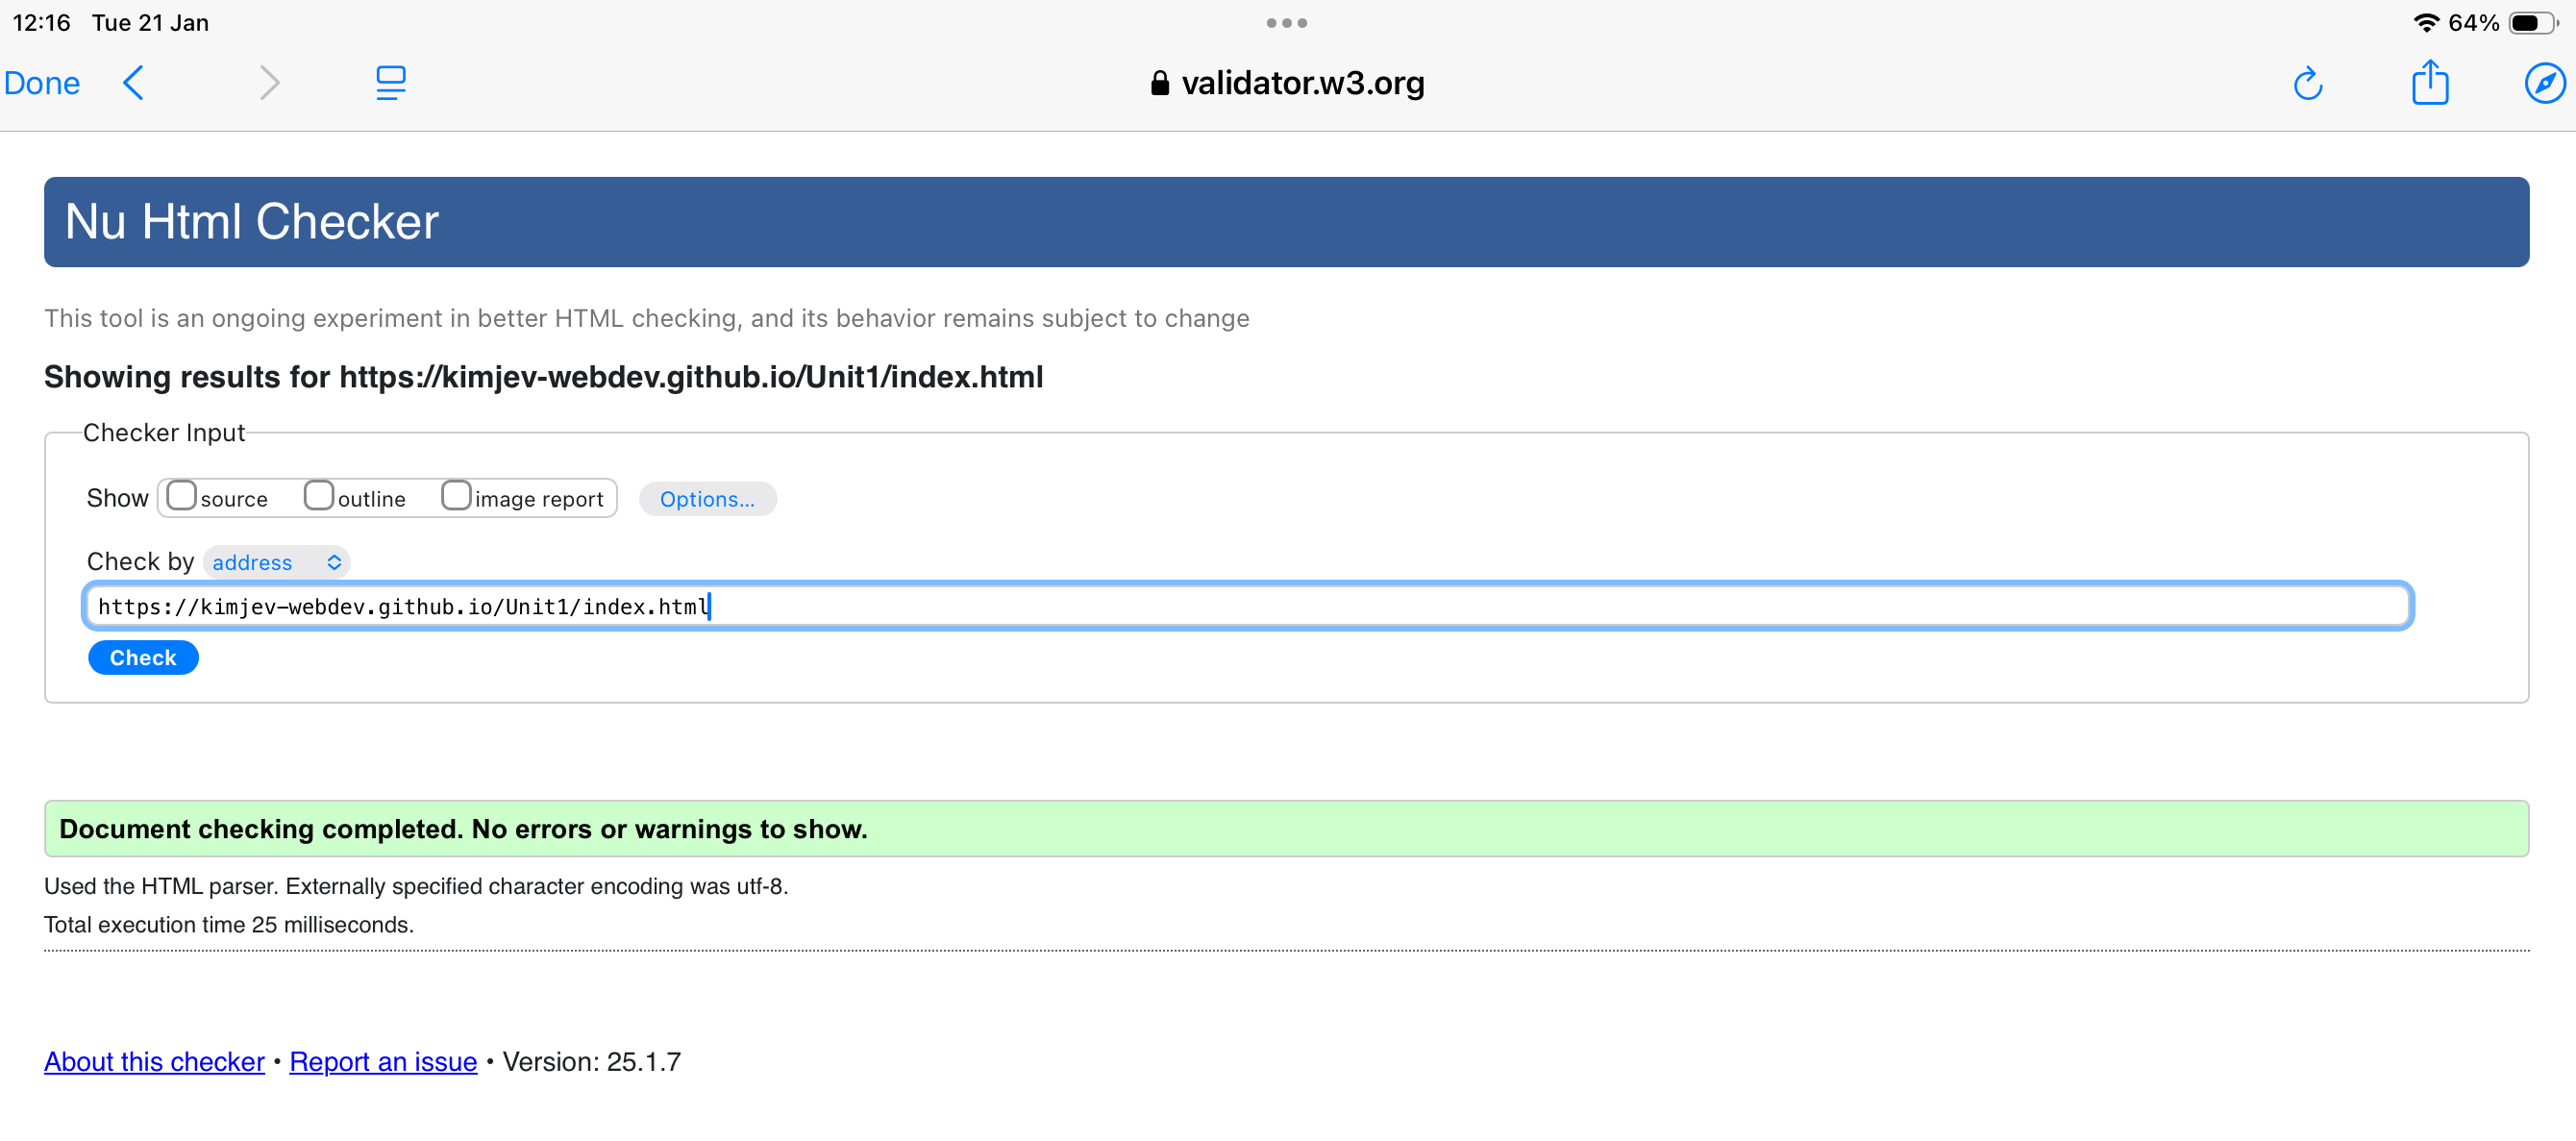 12:16 Tue 21 Jan
64%
Done
validator.w3.org
Nu Html Checker
This tool is an ongoing experiment in better HTML checking, and its behavior remains subject to change
Showing results for https://kimjev-webdev.github.io/Unit1/index.html
Checker Input
Show source outline image report Options...
Check by address
https://kimjev-webdev.github.io/Unit1/index.html
Check
Document checking completed. No errors or warnings to show.
Used the HTML parser. Externally specified character encoding was utf-8.
Total execution time 25 milliseconds.
About this checker • Report an issue • Version: 25.1.7